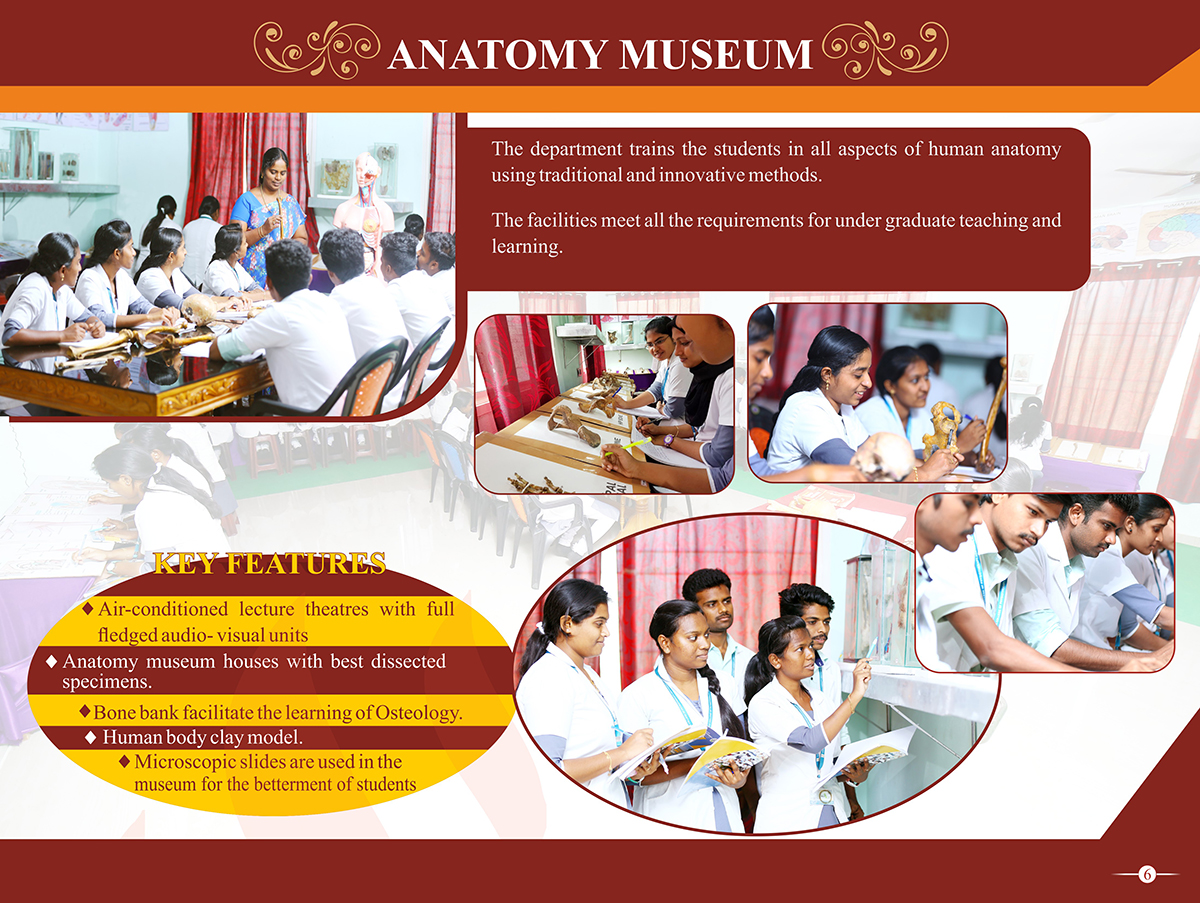 ANATOMY MUSEUM
The department trains the students in all aspects of human anatomy
using traditional and innovative methods.
The facilities meet all the requirements for under graduate teaching and
learning.
KEY FEATURES
♦ Air-conditioned lecture theatres with full
fledged audio- visual units
♦ Anatomy museum houses with best dissected
specimens.
♦ Bone bank facilitate the learning of Osteology.
♦ Human body clay model.
♦ Microscopic slides are used in the
museum for the betterment of students
6